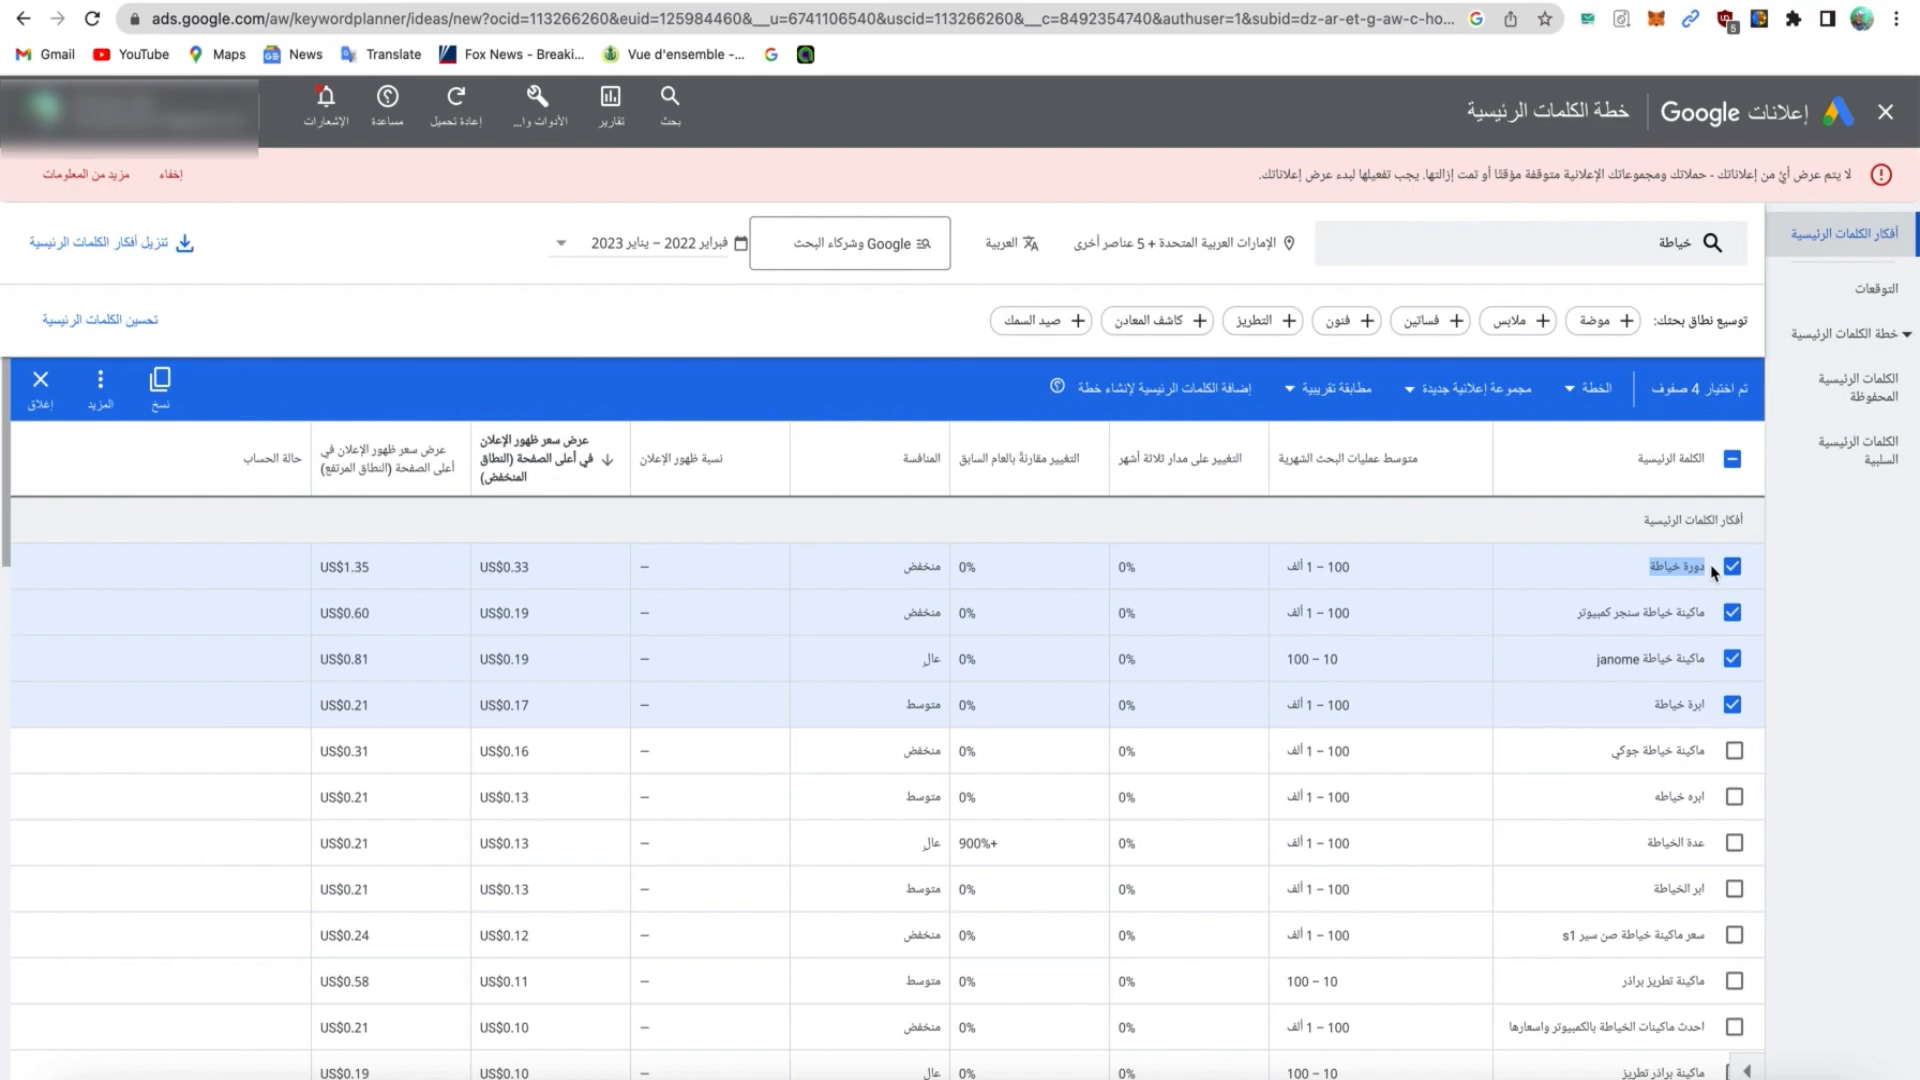 ads.google.com/aw/keywordplanner/ideas/new?ocid=113266260&euid=125984460&__u=6741106540&uscid=113266260&__c=8492354740&authuser=1&subid=dz-ar-et-g-aw-c-ho...
5
Gmail YouTube Maps News Translate Fox News - Breaki... Vue d'ensemble -...
إعلانات Google خطة الكلمات الرئيسية
بحث تقارير الأدوات وا... إعادة تحميل مساعدة الإشعارات
لا يتم عرض أيٍ من إعلاناتك - حملاتك ومجموعاتك الإعلانية متوقفة مؤقتًا أو تمت إزالتها. يجب تفعيلها لبدء عرض إعلاناتك.
إخفاء مزيد من المعلومات
أفكار الكلمات الرئيسية
التوقعات
خطة الكلمات الرئيسية
الكلمات الرئيسية
المحفوظة
الكلمات الرئيسية
السلبية
خياطة
الإمارات العربية المتحدة + 5 عناصر أخرى
العربية
Google وشركاء البحث
فبراير 2022 – يناير 2023
تنزيل أفكار الكلمات الرئيسية
توسيع نطاق بحثك: موضة ملابس فساتين فنون التطريز كاشف المعادن صيد السمك
تحسين الكلمات الرئيسية
تم اختيار 4 صفوف الخطة مجموعة إعلانية جديدة مطابقة تقريبية إضافة الكلمات الرئيسية لإنشاء خطة
نسخ المزيد إغلاق
الكلمة الرئيسية متوسط عمليات البحث الشهرية التغيير على مدار ثلاثة أشهر التغيير مقارنةً بالعام السابق المنافسة نسبة ظهور الإعلان
عرض سعر ظهور الإعلان
في أعلى الصفحة (النطاق
المنخفض)
عرض سعر ظهور الإعلان في
أعلى الصفحة (النطاق المرتفع)
حالة الحساب
أفكار الكلمات الرئيسية
دورة خياطة 100 – 1 ألف 0% 0% منخفض – US$0.33 US$1.35
ماكينة خياطة سنجر كمبيوتر 100 – 1 ألف 0% 0% منخفض – US$0.19 US$0.60
ماكينة خياطة janome 10 – 100 0% 0% عالٍ – US$0.19 US$0.81
ابرة خياطة 100 – 1 ألف 0% 0% متوسط – US$0.17 US$0.21
ماكينة خياطة جوكي 100 – 1 ألف 0% 0% منخفض – US$0.16 US$0.31
ابره خياطه 100 – 1 ألف 0% 0% متوسط – US$0.13 US$0.21
عدة الخياطة 100 – 1 ألف 0% +900% عالٍ – US$0.13 US$0.21
ابر الخياطة 100 – 1 ألف 0% 0% متوسط – US$0.13 US$0.21
سعر ماكينة خياطة صن سير s1 100 – 1 ألف 0% 0% منخفض – US$0.12 US$0.24
ماكينة تطريز براذر 10 – 100 0% 0% متوسط – US$0.11 US$0.58
احدث ماكينات الخياطة بالكمبيوتر واسعارها 100 – 1 ألف 0% 0% منخفض – US$0.10 US$0.21
ماكينة براذر تطريز 10 – 100 0% 0% عالٍ – US$0.10 US$0.19